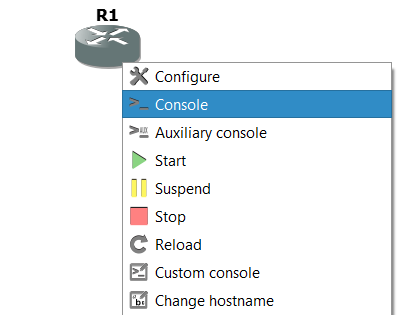 R1
Configure
Console
Auxiliary console
Start
Suspend
Stop
Reload
Custom console
Change hostname